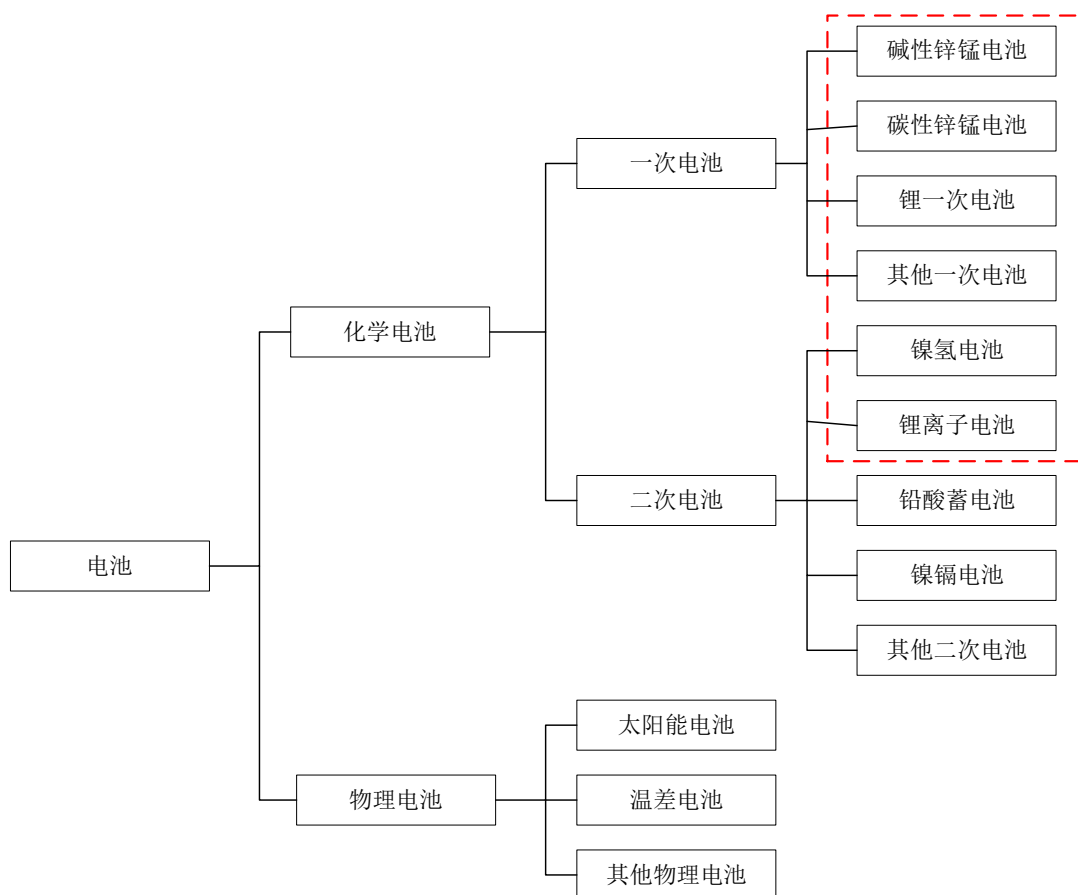 碱性锌锰电池
碳性锌锰电池
一次电池
锂一次电池
其他一次电池
化学电池
镍氢电池
锂离子电池
二次电池
铅酸蓄电池
电池
镍镉电池
其他二次电池
太阳能电池
物理电池
温差电池
其他物理电池